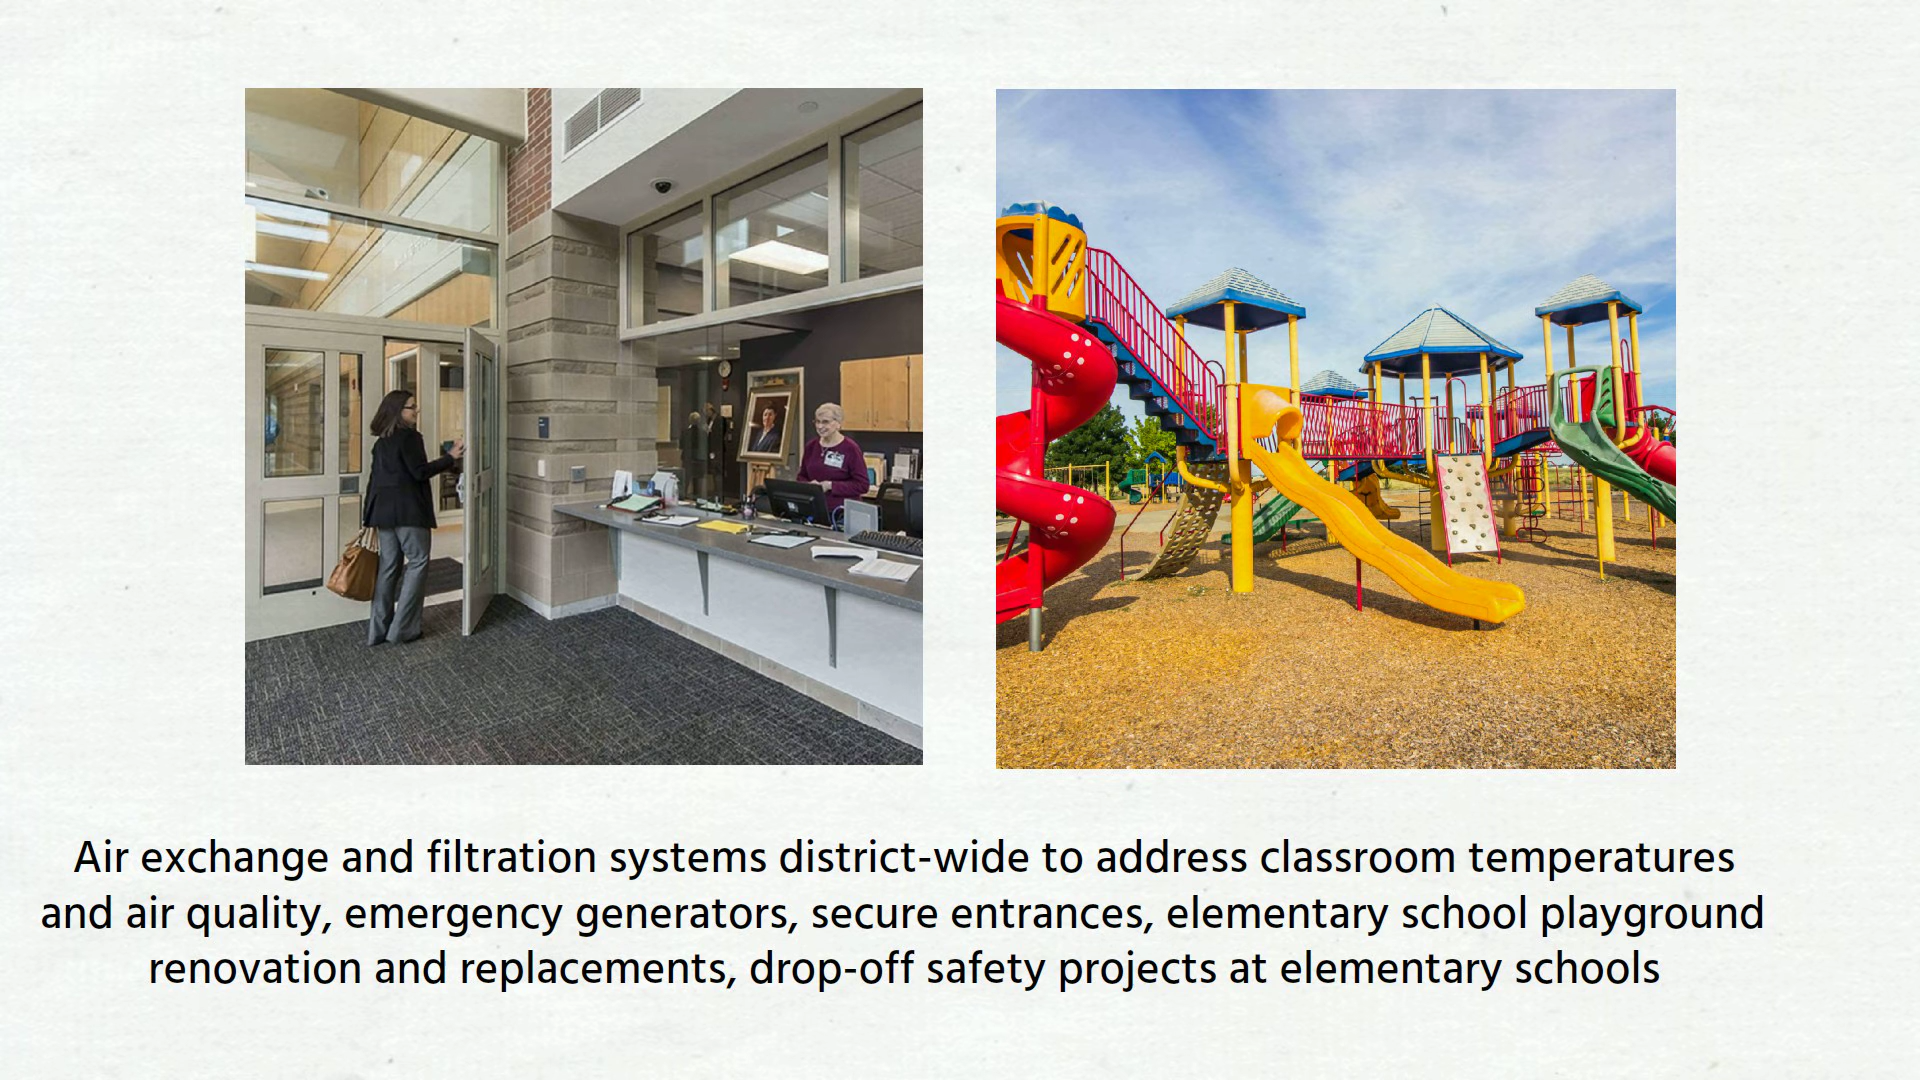 Air exchange and filtration systems district-wide to address classroom temperatures
and air quality, emergency generators, secure entrances, elementary school playground
renovation and replacements, drop-off safety projects at elementary schools